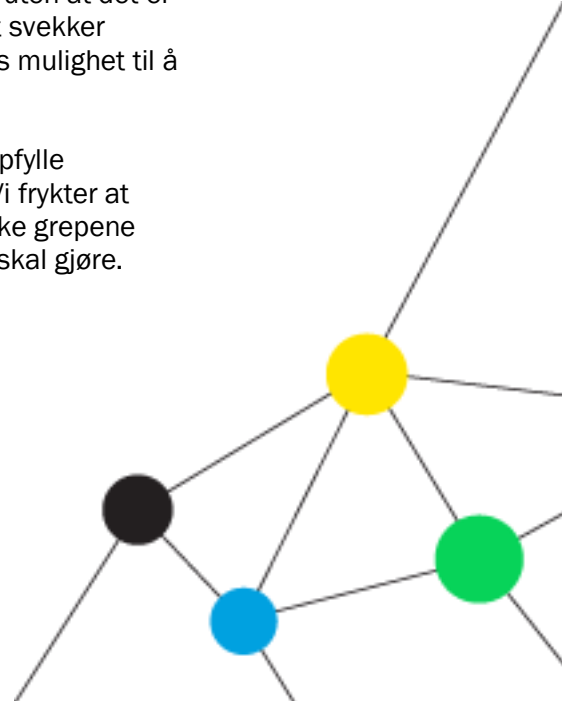 uten at det er
svekker
s mulighet til å
pfylle
i frykter at
ke grepene
skal gjøre.